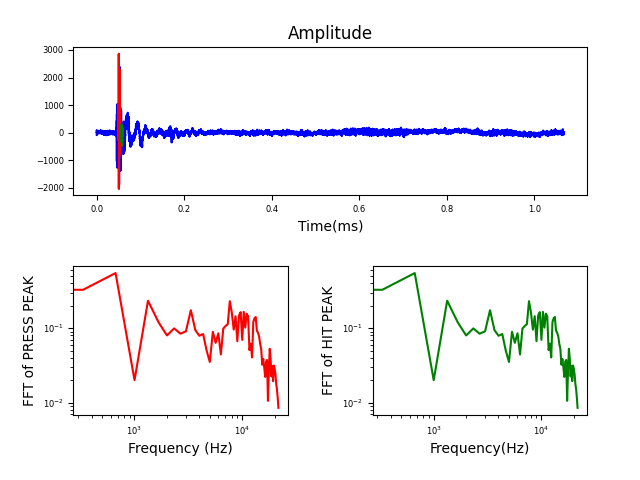 Amplitude
3000
2000
1000
0
−1000
−2000
0.0 0.2 0.4 0.6 0.8 1.0
Time(ms)
FFT of PRESS PEAK
10⁻¹
10⁻²
10³ 10⁴
Frequency (Hz)
FFT of HIT PEAK
10⁻¹
10⁻²
10³ 10⁴
Frequency(Hz)